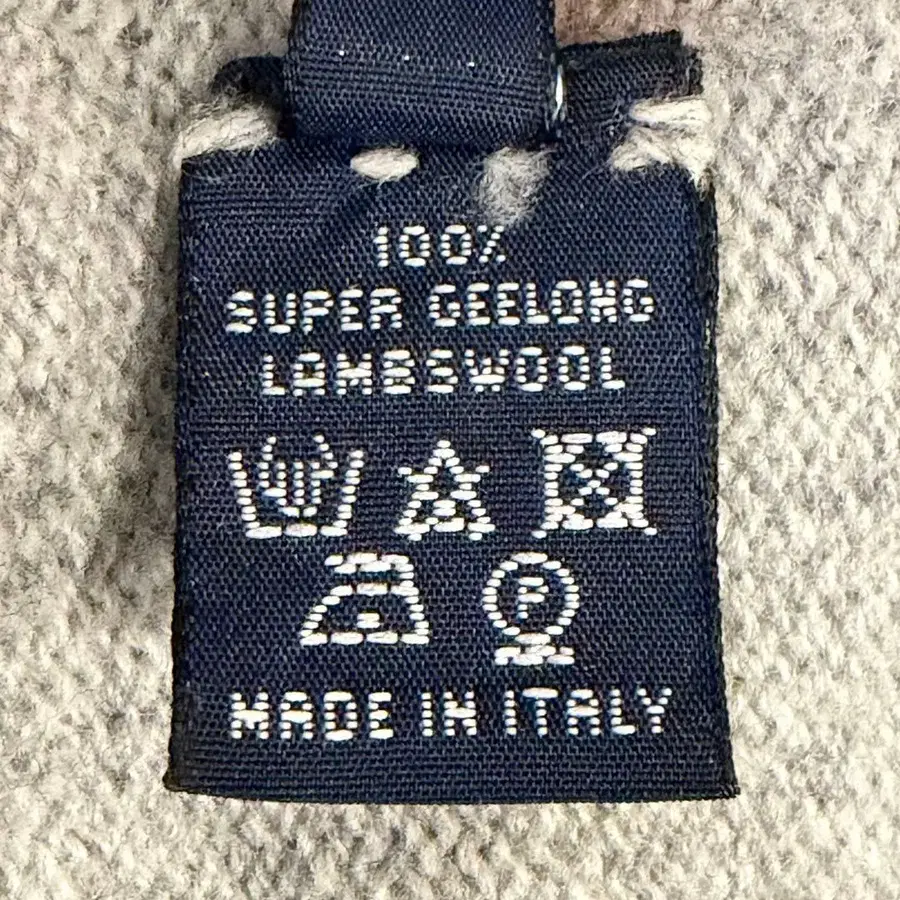 100%
SUPER GEELONG
LAMBSWOOL
P
MADE IN ITALY